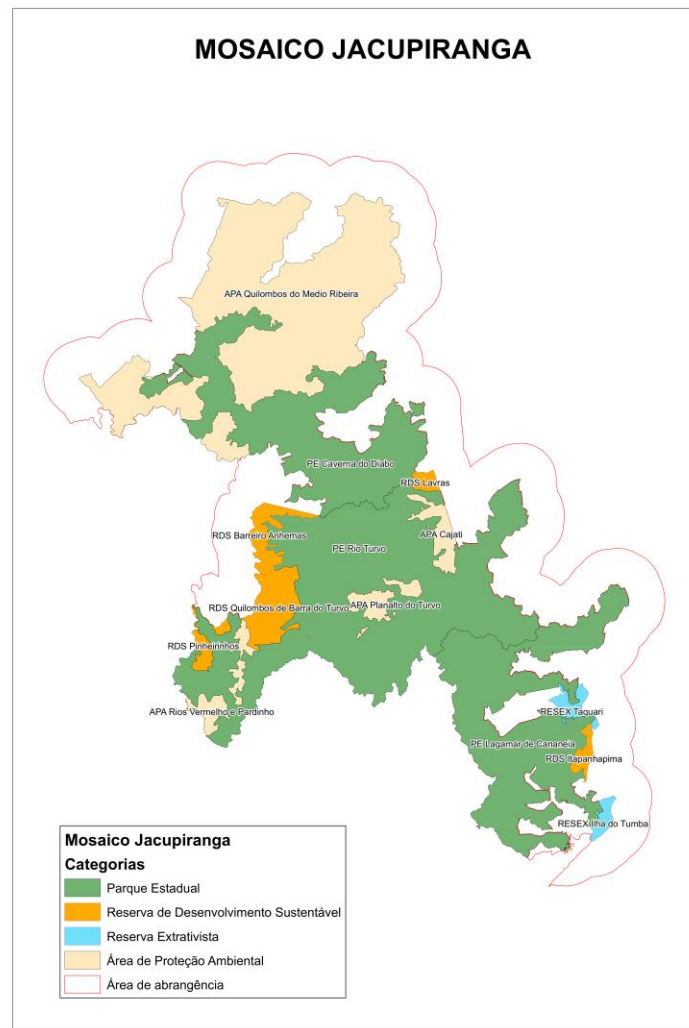 MOSAICO JACUPIRANGA
APA Quilombos do Medio Ribeira
PE Caverna do Diabo
RDS Lavras
RDS Barreiro Anhemas
APA Cajati
PE Rio Turvo
APA Planalto do Turvo
RDS Quilombos de Barra do Turvo
RDS Pinheirinhos
APA Rios Vermelho e Pardinho
RESEX Taquari
PE Lagamar de Cananeia
RDS Itapanhapima
RESEX Ilha do Tumba
Mosaico Jacupiranga
Categorias
Parque Estadual
Reserva de Desenvolvimento Sustentável
Reserva Extrativista
Área de Proteção Ambiental
Área de abrangência